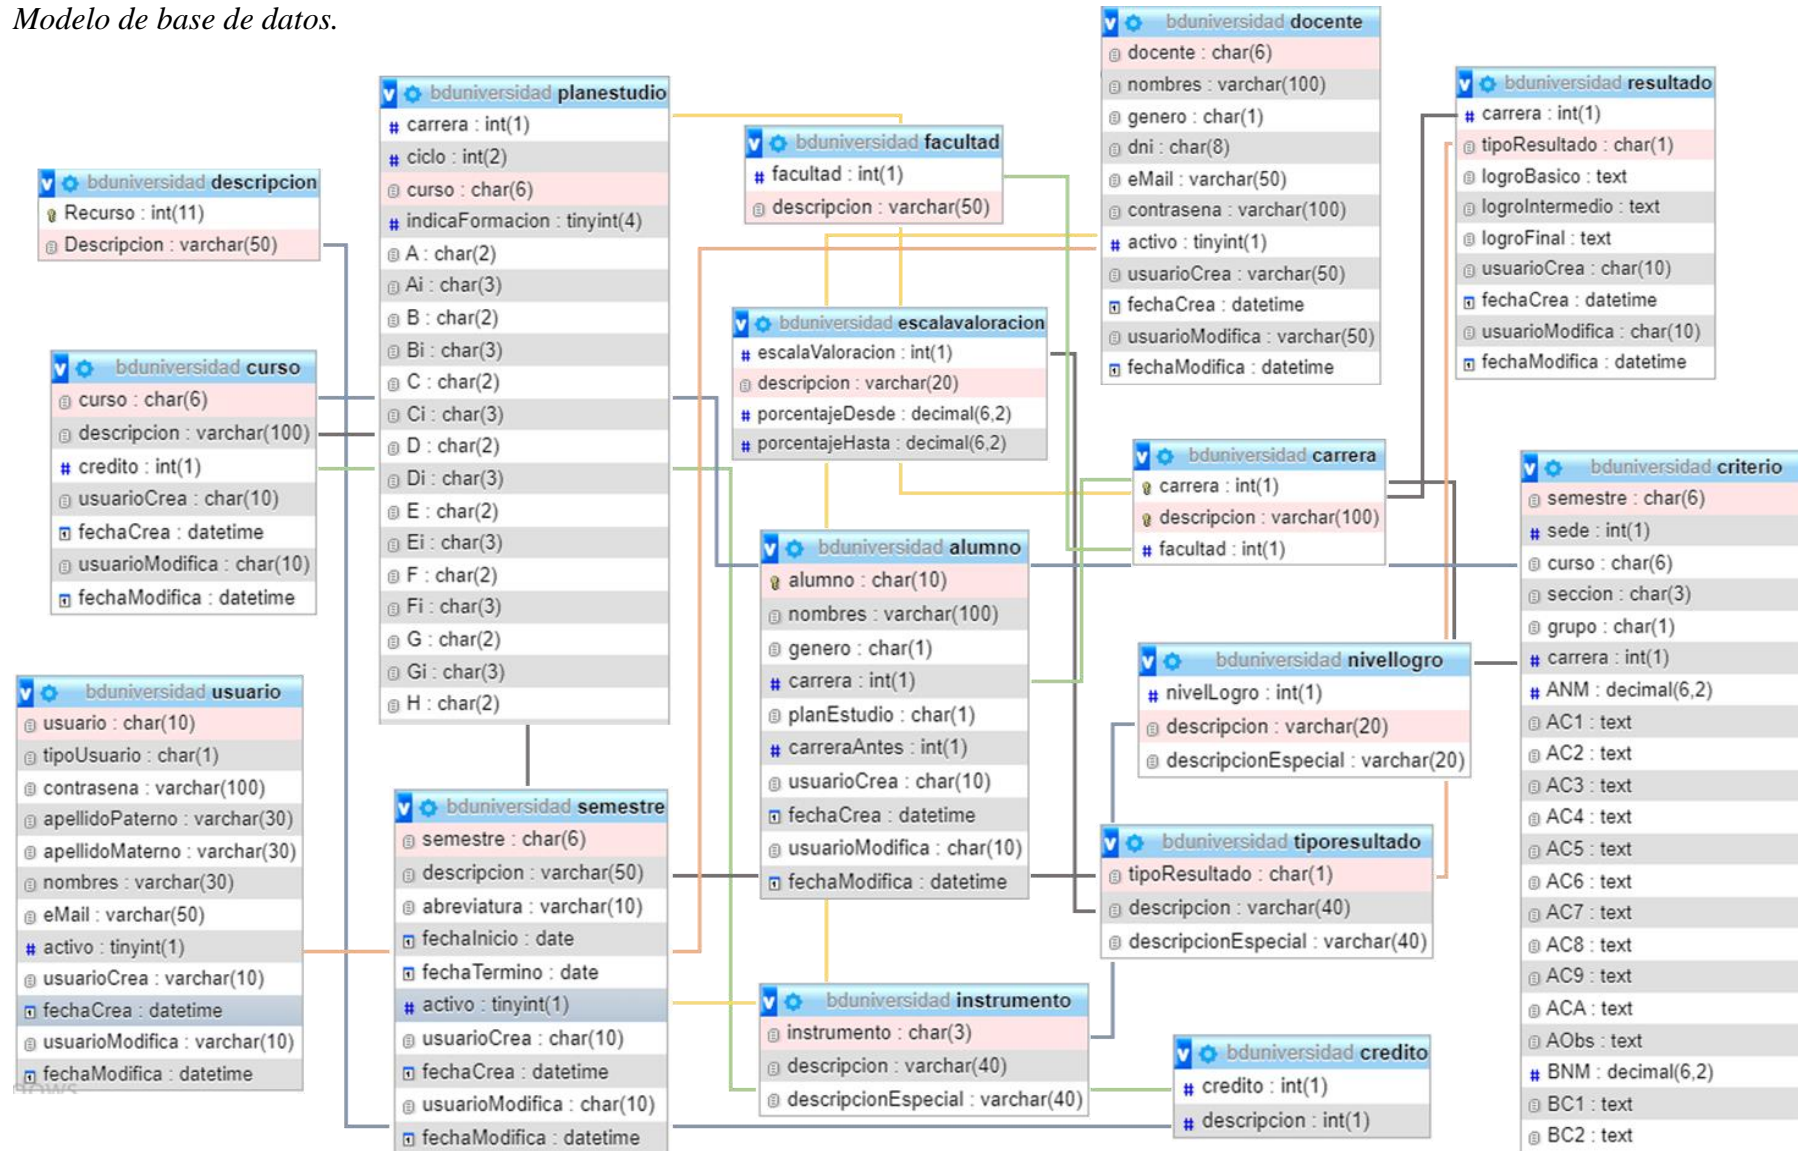 Modelo de base de datos.
bduniversidad descripcion
Recurso : int(11)
Descripcion : varchar(50)
bduniversidad curso
curso : char(6)
descripcion : varchar(100)
credito : int(1)
usuarioCrea : char(10)
fechaCrea : datetime
usuarioModifica : char(10)
fechaModifica : datetime
bduniversidad usuario
usuario : char(10)
tipoUsuario : char(1)
contrasena : varchar(100)
apellidoPaterno : varchar(30)
apellidoMaterno : varchar(30)
nombres : varchar(30)
eMail : varchar(50)
activo : tinyint(1)
usuarioCrea : varchar(10)
fechaCrea : datetime
usuarioModifica : varchar(10)
fechaModifica : datetime
bduniversidad planestudio
carrera : int(1)
ciclo : int(2)
curso : char(6)
indicaFormacion : tinyint(4)
A : char(2)
Ai : char(3)
B : char(2)
Bi : char(3)
C : char(2)
Ci : char(3)
D : char(2)
Di : char(3)
E : char(2)
Ei : char(3)
F : char(2)
Fi : char(3)
G : char(2)
Gi : char(3)
H : char(2)
bduniversidad semestre
semestre : char(6)
descripcion : varchar(50)
abreviatura : varchar(10)
fechaInicio : date
fechaTermino : date
activo : tinyint(1)
usuarioCrea : char(10)
fechaCrea : datetime
usuarioModifica : char(10)
fechaModifica : datetime
bduniversidad facultad
facultad : int(1)
descripcion : varchar(50)
bduniversidad escalavaloracion
escalaValoracion : int(1)
descripcion : varchar(20)
porcentajeDesde : decimal(6,2)
porcentajeHasta : decimal(6,2)
bduniversidad alumno
alumno : char(10)
nombres : varchar(100)
genero : char(1)
carrera : int(1)
planEstudio : char(1)
carreraAntes : int(1)
usuarioCrea : char(10)
fechaCrea : datetime
usuarioModifica : char(10)
fechaModifica : datetime
bduniversidad instrumento
instrumento : char(3)
descripcion : varchar(40)
descripcionEspecial : varchar(40)
bduniversidad docente
docente : char(6)
nombres : varchar(100)
genero : char(1)
dni : char(8)
eMail : varchar(50)
contrasena : varchar(100)
activo : tinyint(1)
usuarioCrea : varchar(50)
fechaCrea : datetime
usuarioModifica : varchar(50)
fechaModifica : datetime
bduniversidad carrera
carrera : int(1)
descripcion : varchar(100)
facultad : int(1)
bduniversidad nivellogro
nivelLogro : int(1)
descripcion : varchar(20)
descripcionEspecial : varchar(20)
bduniversidad tiporesultado
tipoResultado : char(1)
descripcion : varchar(40)
descripcionEspecial : varchar(40)
bduniversidad credito
credito : int(1)
descripcion : int(1)
bduniversidad resultado
carrera : int(1)
tipoResultado : char(1)
logroBasico : text
logroIntermedio : text
logroFinal : text
usuarioCrea : char(10)
fechaCrea : datetime
usuarioModifica : char(10)
fechaModifica : datetime
bduniversidad criterio
semestre : char(6)
sede : int(1)
curso : char(6)
seccion : char(3)
grupo : char(1)
carrera : int(1)
ANM : decimal(6,2)
AC1 : text
AC2 : text
AC3 : text
AC4 : text
AC5 : text
AC6 : text
AC7 : text
AC8 : text
AC9 : text
ACA : text
AObs : text
BNM : decimal(6,2)
BC1 : text
BC2 : text